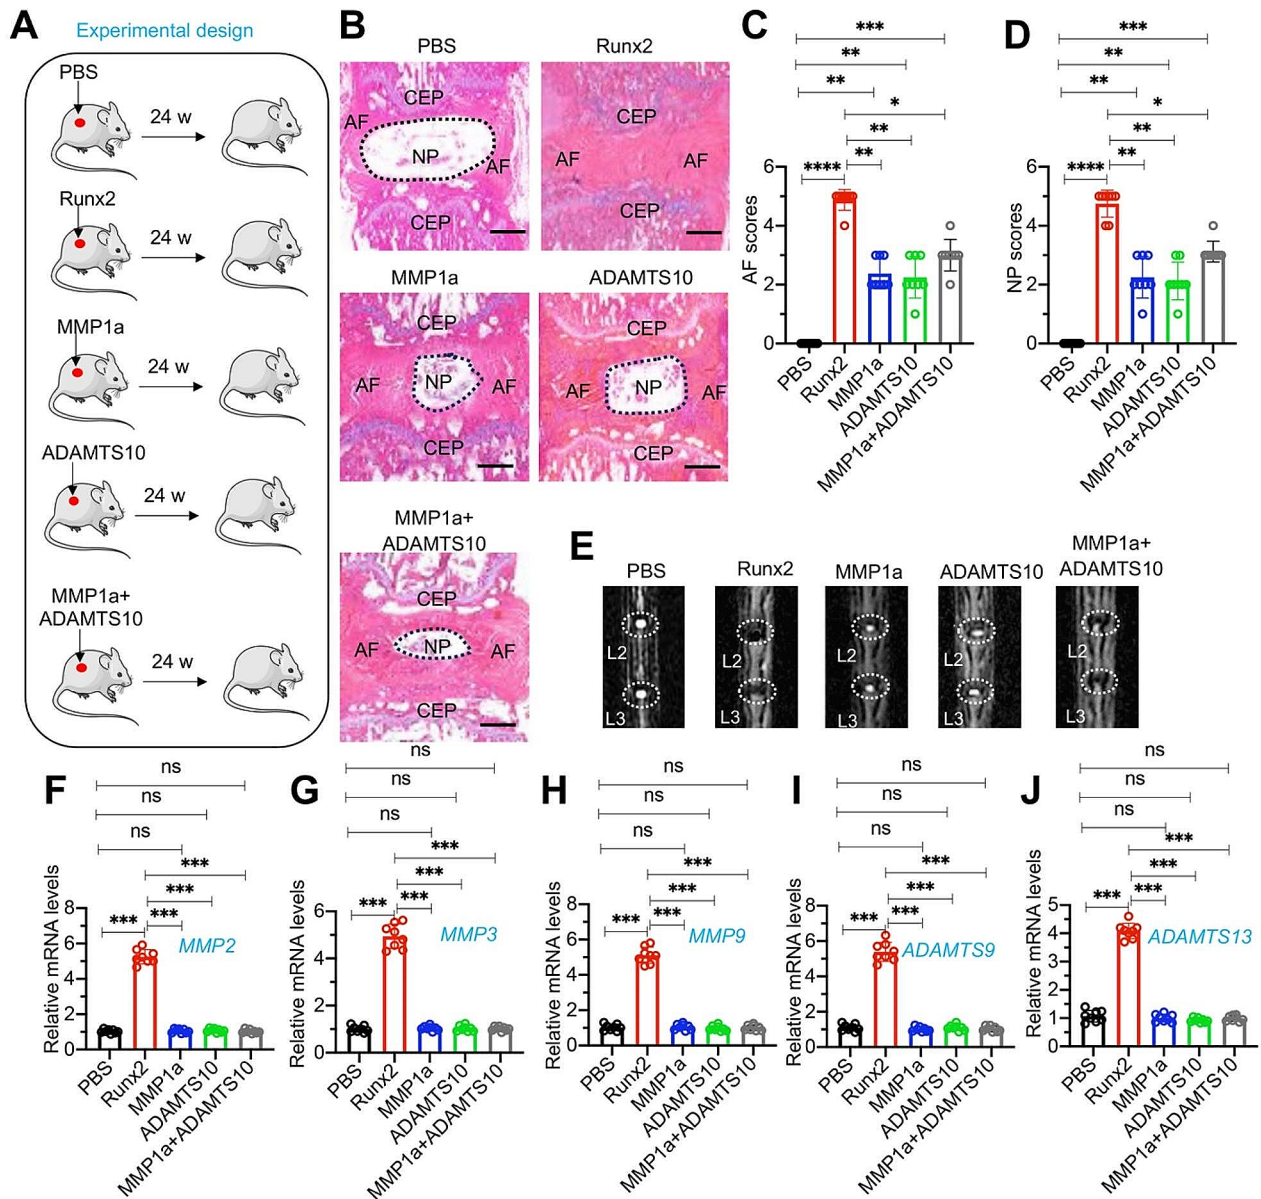 A
Experimental design
PBS
24 w
Runx2
24 w
MMP1a
24 w
ADAMTS10
24 w
MMP1a+
ADAMTS10
24 w
B
PBS
CEP
AF
NP
AF
CEP
Runx2
CEP
AF
AF
CEP
MMP1a
CEP
AF
NP
AF
CEP
ADAMTS10
CEP
AF
NP
AF
CEP
MMP1a+
ADAMTS10
CEP
AF
NP
AF
CEP
C
***
**
**
*
**
****
**
AF scores
6
4
2
0
PBS
Runx2
MMP1a
ADAMTS10
MMP1a+ADAMTS10
D
***
**
**
*
**
****
**
NP scores
6
4
2
0
PBS
Runx2
MMP1a
ADAMTS10
MMP1a+ADAMTS10
E
PBS
L2
L3
Runx2
L2
L3
MMP1a
L2
L3
ADAMTS10
L2
L3
MMP1a+
ADAMTS10
L2
L3
F
ns
ns
ns
***
***
***
***
MMP2
Relative mRNA levels
8
6
4
2
0
PBS
Runx2
MMP1a
ADAMTS10
MMP1a+ADAMTS10
G
ns
ns
ns
***
***
***
***
MMP3
Relative mRNA levels
6
4
2
0
PBS
Runx2
MMP1a
ADAMTS10
MMP1a+ADAMTS10
H
ns
ns
ns
***
***
***
***
MMP9
Relative mRNA levels
8
6
4
2
0
PBS
Runx2
MMP1a
ADAMTS10
MMP1a+ADAMTS10
I
ns
ns
ns
***
***
***
***
ADAMTS9
Relative mRNA levels
8
6
4
2
0
PBS
Runx2
MMP1a
ADAMTS10
MMP1a+ADAMTS10
J
ns
ns
ns
***
***
***
***
ADAMTS13
Relative mRNA levels
5
4
3
2
1
0
PBS
Runx2
MMP1a
ADAMTS10
MMP1a+ADAMTS10